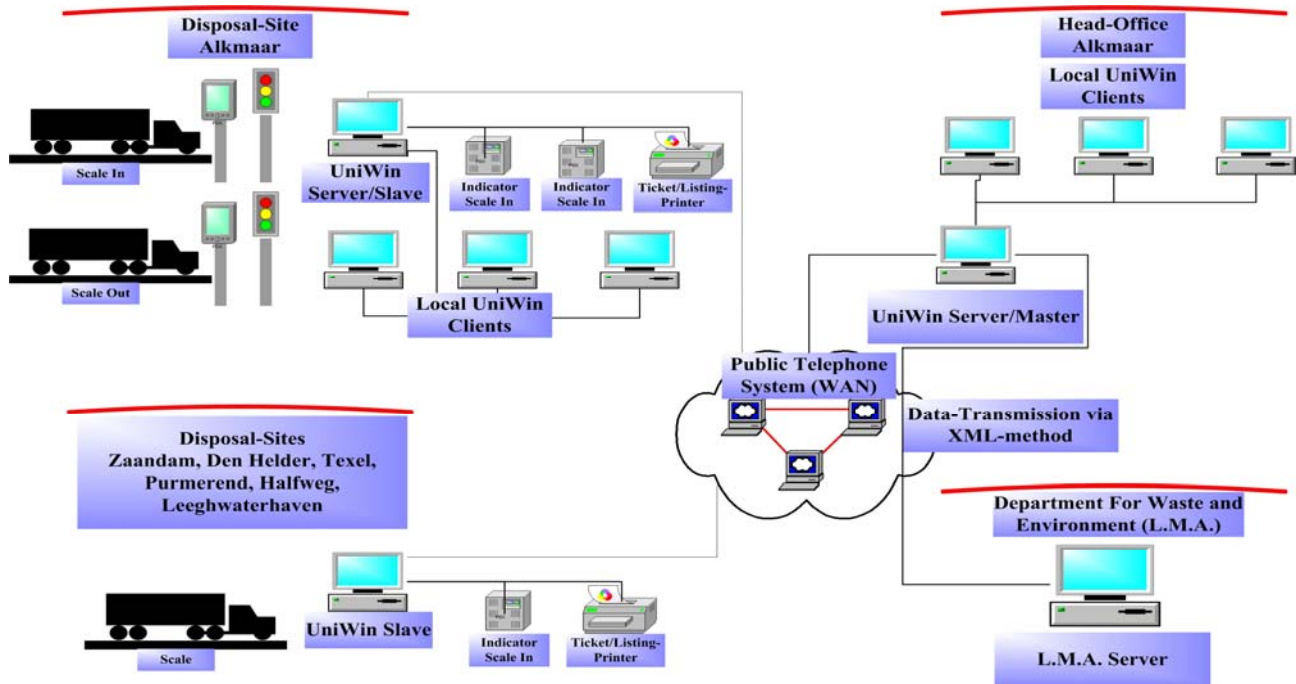 Disposal-Site
Alkmaar
Scale In
Scale Out
UniWin
Server/Slave
Indicator
Scale In
Indicator
Scale In
Ticket/Listing-
Printer
Local UniWin
Clients
Head-Office
Alkmaar
Local UniWin
Clients
UniWin Server/Master
Public Telephone
System (WAN)
Data-Transmission via
XML-method
Disposal-Sites
Zaandam, Den Helder, Texel,
Purmerend, Halfweg,
Leeghwaterhaven
Scale
UniWin Slave
Indicator
Scale In
Ticket/Listing-
Printer
Department For Waste and
Environment (L.M.A.)
L.M.A. Server